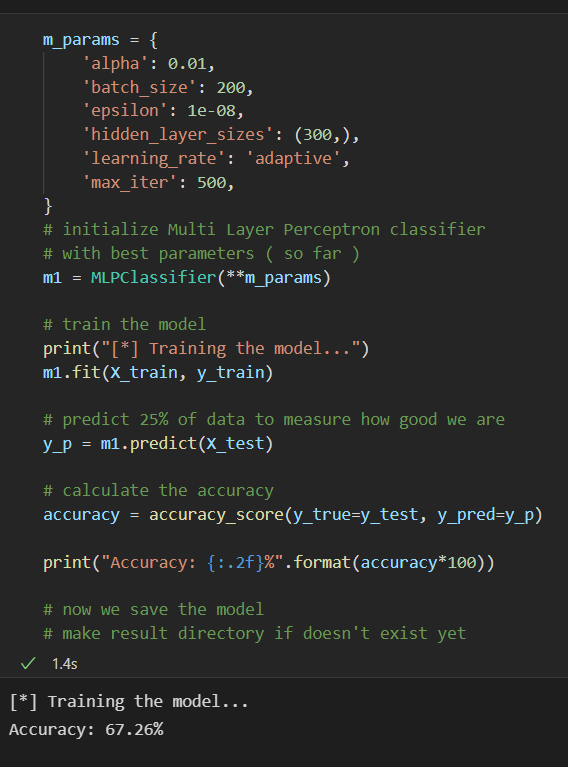 m_params = {
    'alpha': 0.01,
    'batch_size': 200,
    'epsilon': 1e-08,
    'hidden_layer_sizes': (300,),
    'learning_rate': 'adaptive',
    'max_iter': 500,
}
# initialize Multi Layer Perceptron classifier
# with best parameters ( so far )
m1 = MLPClassifier(**m_params)
# train the model
print("[*] Training the model...")
m1.fit(X_train, y_train)
# predict 25% of data to measure how good we are
y_p = m1.predict(X_test)
# calculate the accuracy
accuracy = accuracy_score(y_true=y_test, y_pred=y_p)
print("Accuracy: {:.2f}%".format(accuracy*100))
# now we save the model
# make result directory if doesn't exist yet
✓ 1.4s
[*] Training the model...
Accuracy: 67.26%